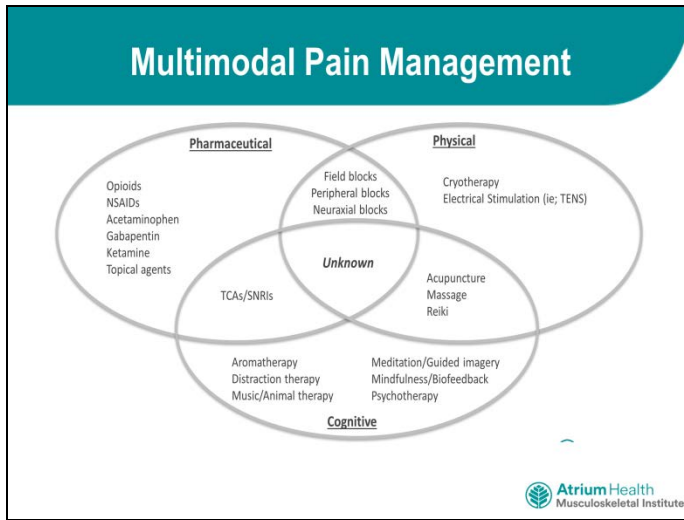 Multimodal Pain Management
Pharmaceutical
Opioids
NSAIDs
Acetaminophen
Gabapentin
Ketamine
Topical agents
Field blocks
Peripheral blocks
Neuraxial blocks
Physical
Cryotherapy
Electrical Stimulation (ie; TENS)
Unknown
TCAs/SNRIs
Acupuncture
Massage
Reiki
Aromatherapy
Distraction therapy
Music/Animal therapy
Meditation/Guided imagery
Mindfulness/Biofeedback
Psychotherapy
Cognitive
Atrium Health
Musculoskeletal Institute